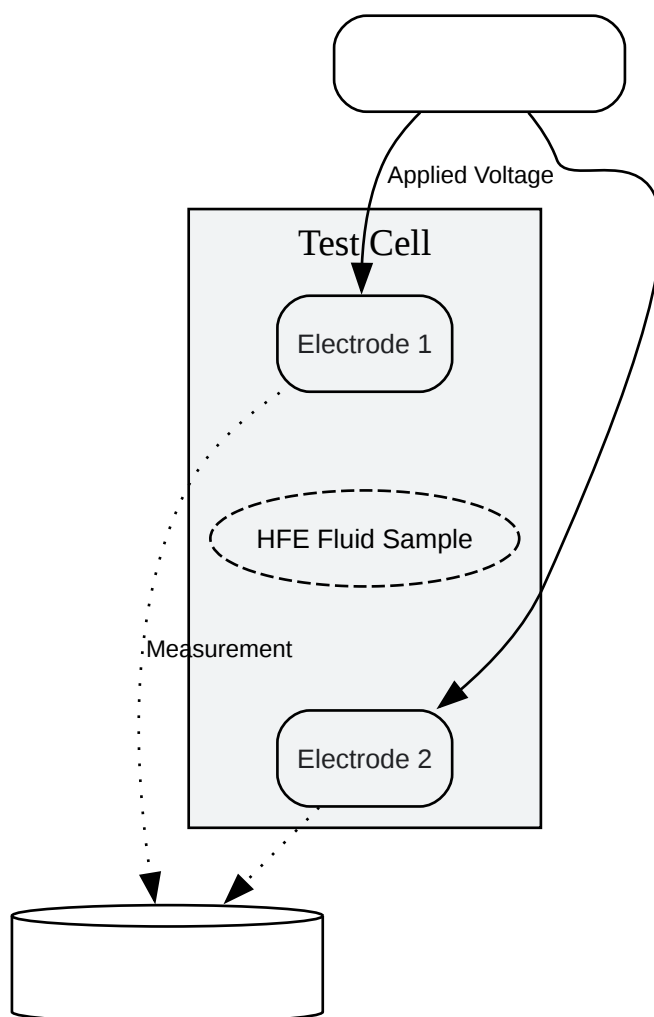 Applied Voltage
Test Cell
Electrode 1
HFE Fluid Sample
Measurement
Electrode 2